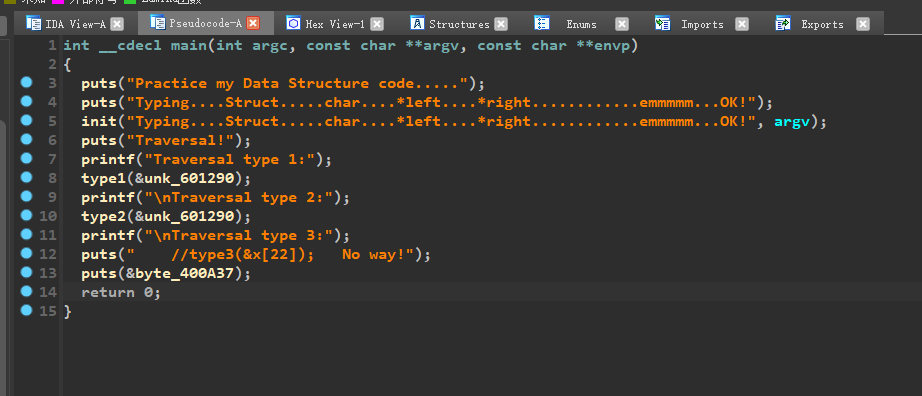 IDA View-A Pseudocode-A Hex View-1 Structures Enums Imports Exports
1 int __cdecl main(int argc, const char **argv, const char **envp)
2 {
3 puts("Practice my Data Structure code.....");
4 puts("Typing....Struct.....char....*left....*right............emmmmm...OK!");
5 init("Typing....Struct.....char....*left....*right............emmmmm...OK!", argv);
6 puts("Traversal!");
7 printf("Traversal type 1:");
8 type1(&unk_601290);
9 printf("\nTraversal type 2:");
10 type2(&unk_601290);
11 printf("\nTraversal type 3:");
12 puts("    //type3(&x[22]);   No way!");
13 puts(&byte_400A37);
14 return 0;
15 }